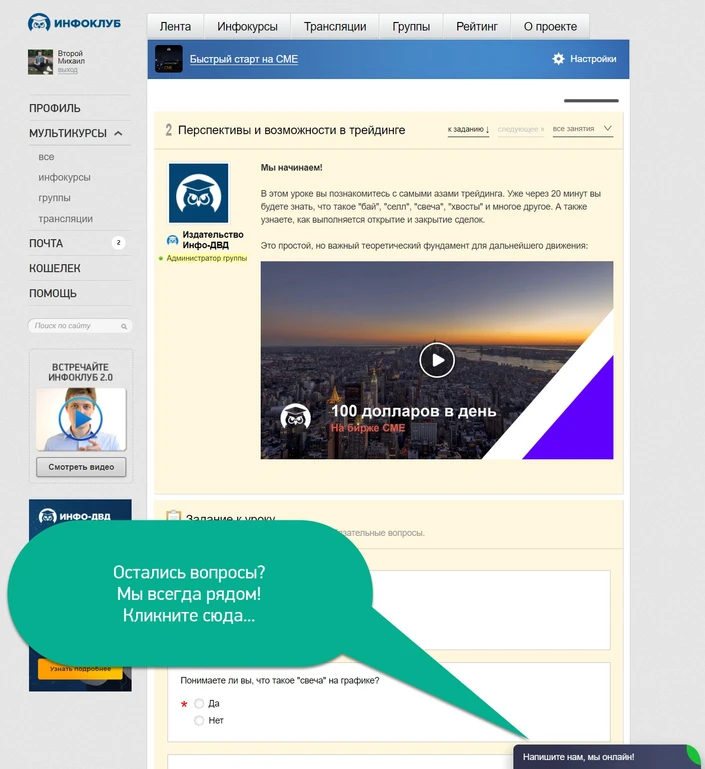 ИНФОКЛУБ
Лента
Инфокурсы
Трансляции
Группы
Рейтинг
О проекте
Второй
Михаил
выход
Быстрый старт на CME
Настройки
ПРОФИЛЬ
МУЛЬТИКУРСЫ
все
инфокурсы
группы
трансляции
ПОЧТА 2
КОШЕЛЕК
ПОМОЩЬ
Поиск по сайту
ВСТРЕЧАЙТЕ
ИНФОКЛУБ 2.0
Смотреть видео
ИНФО-ДВД
Узнать подробнее
2 Перспективы и возможности в трейдинге
к заданию ↓
следующее »
все занятия
Издательство
Инфо-ДВД
Администратор группы
Мы начинаем!
В этом уроке вы познакомитесь с самыми азами трейдинга. Уже через 20 минут вы
будете знать, что такое "бай", "селл", "свеча", "хвосты" и многое другое. А также
узнаете, как выполняется открытие и закрытие сделок.
Это простой, но важный теоретический фундамент для дальнейшего движения:
100 долларов в день
На бирже CME
Задание к уроку
вопросы.
Остались вопросы?
Мы всегда рядом!
Кликните сюда...
Понимаете ли вы, что такое "свеча" на графике?
* Да
Нет
Напишите нам, мы онлайн!